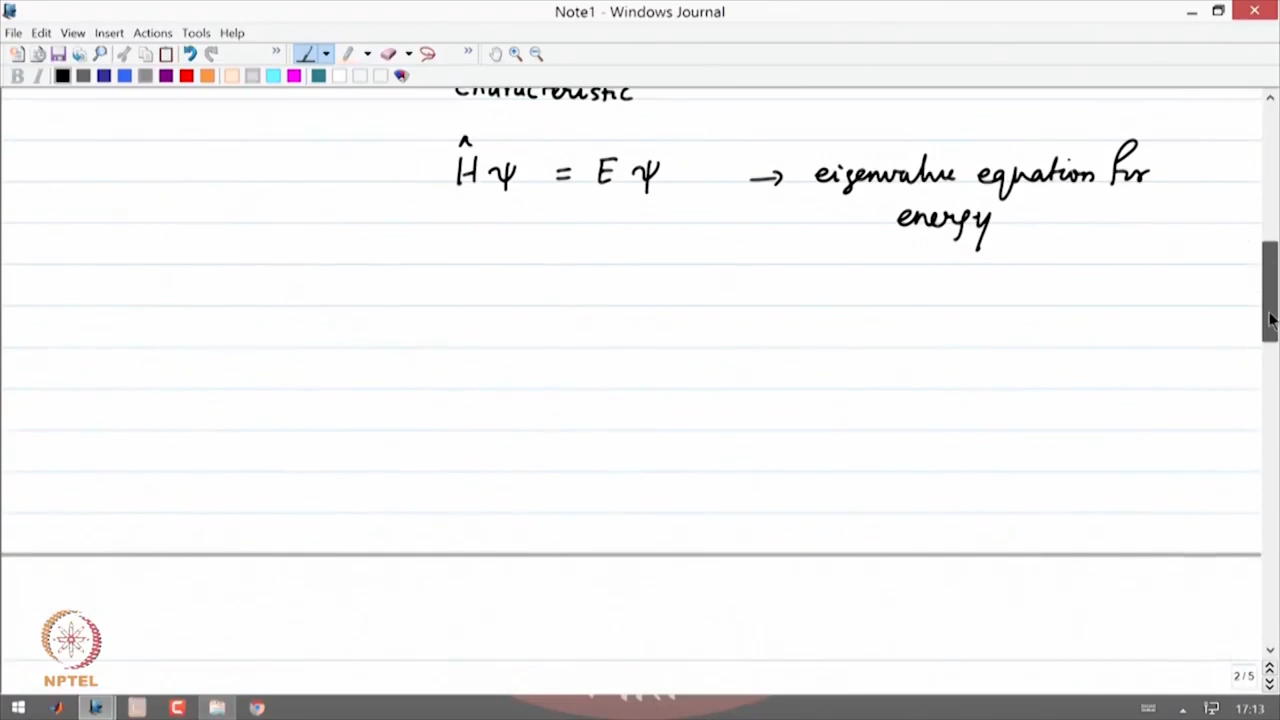 Note1 - Windows Journal
File Edit View Insert Actions Tools Help
characteristic
Ĥψ = Eψ → eigenvalue equation for
energy
NPTEL
2 / 5
17:13